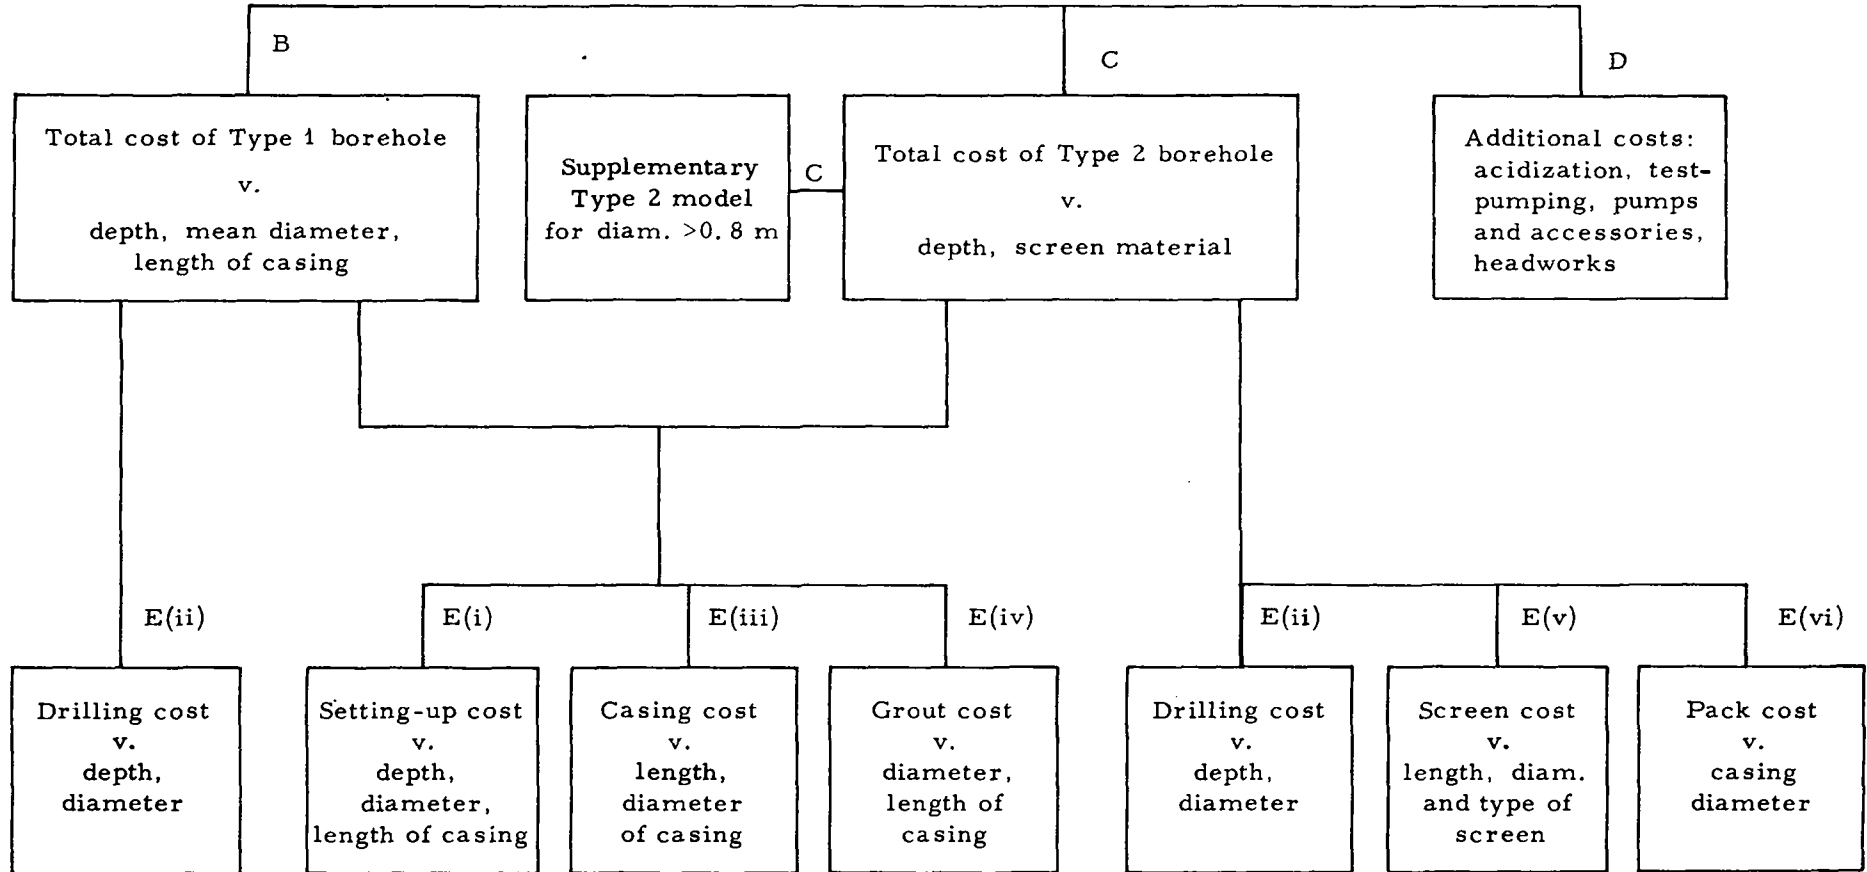 B
C
D
Total cost of Type 1 borehole
v.
depth, mean diameter,
length of casing
Supplementary
Type 2 model
for diam. >0.8 m
C
Total cost of Type 2 borehole
v.
depth, screen material
Additional costs:
acidization, test-
pumping, pumps
and accessories,
headworks
E(ii)
E(i)
E(iii)
E(iv)
E(ii)
E(v)
E(vi)
Drilling cost
v.
depth,
diameter
Setting-up cost
v.
depth,
diameter,
length of casing
Casing cost
v.
length,
diameter
of casing
Grout cost
v.
diameter,
length of
casing
Drilling cost
v.
depth,
diameter
Screen cost
v.
length, diam.
and type of
screen
Pack cost
v.
casing
diameter